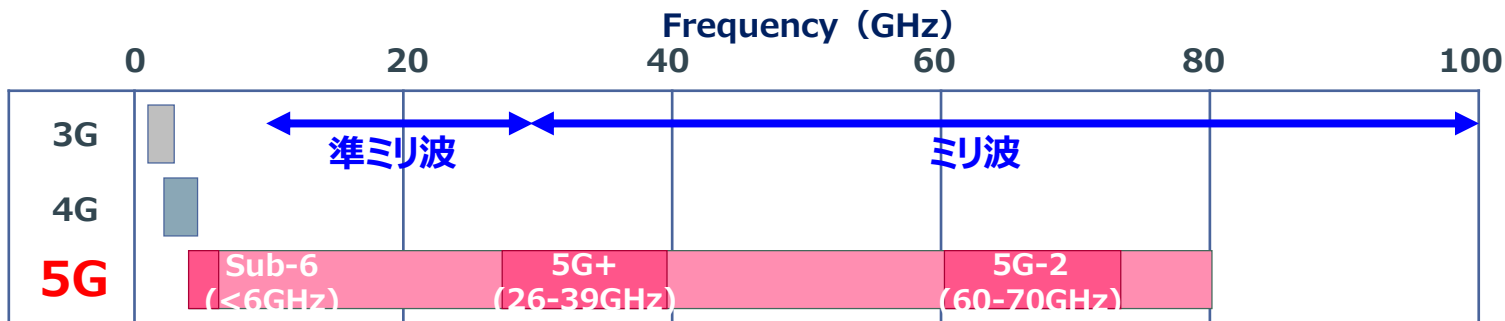 Frequency（GHz）
0 20 40 60 80 100
3G
準ミリ波 ミリ波
4G
5G
Sub-6 5G+ 5G-2
(<6GHz) (26-39GHz) (60-70GHz)